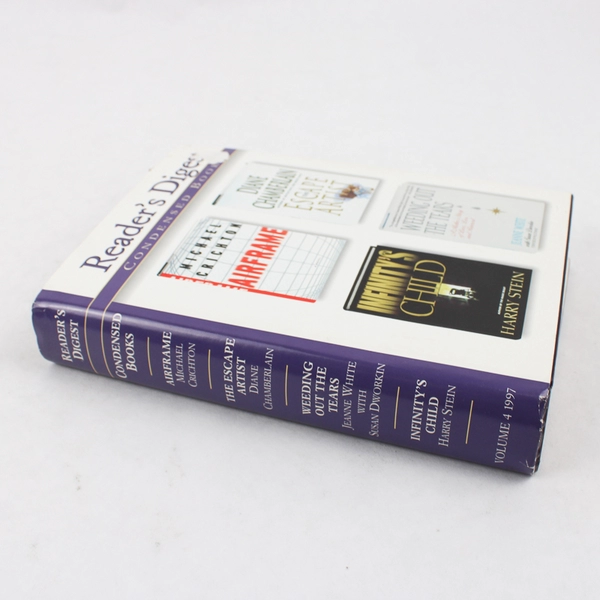 Reader's Diges
CONDENSED BOOK
DIANE
CHAMBERLAIN
ESCAPE
ARTIST
WEEDING OUT
THE TEARS
MICHAEL
CRICHTON
AIRFRAME
INFINITY'S
CHILD
HARRY STEIN
READER'S
DIGEST
CONDENSED
BOOKS
AIRFRAME
MICHAEL
CRICHTON
THE ESCAPE
ARTIST
DIANE
CHAMBERLAIN
WEEDING
OUT THE
TEARS
JEANNE WHITE
WITH
SUSAN DWORKIN
INFINITY'S
CHILD
HARRY STEIN
VOLUME 4 1997